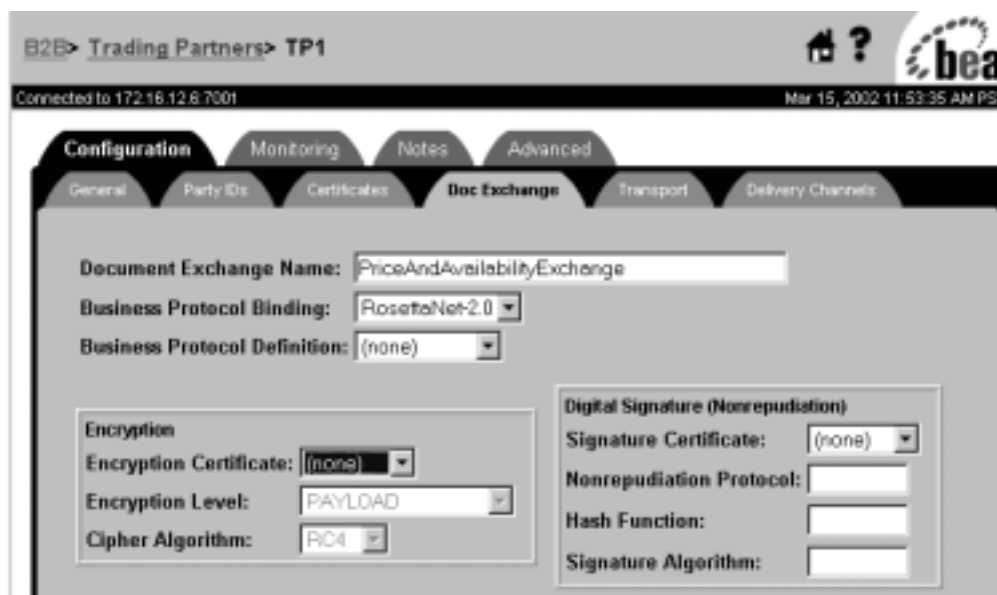 B2B> Trading Partners> TP1
?
bea
Connected to 172.16.12.6:7001
Mar 15, 2002 11:53:35 AM PS
Configuration Monitoring Notes Advanced
General Party IDs Certificates Doc Exchange Transport Delivery Channels
Document Exchange Name: PriceAndAvailabilityExchange
Business Protocol Binding: RosettaNet-2.0
Business Protocol Definition: (none)
Encryption
Encryption Certificate: (none)
Encryption Level: PAYLOAD
Cipher Algorithm: RC4
Digital Signature (Nonrepudiation)
Signature Certificate: (none)
Nonrepudiation Protocol:
Hash Function:
Signature Algorithm: